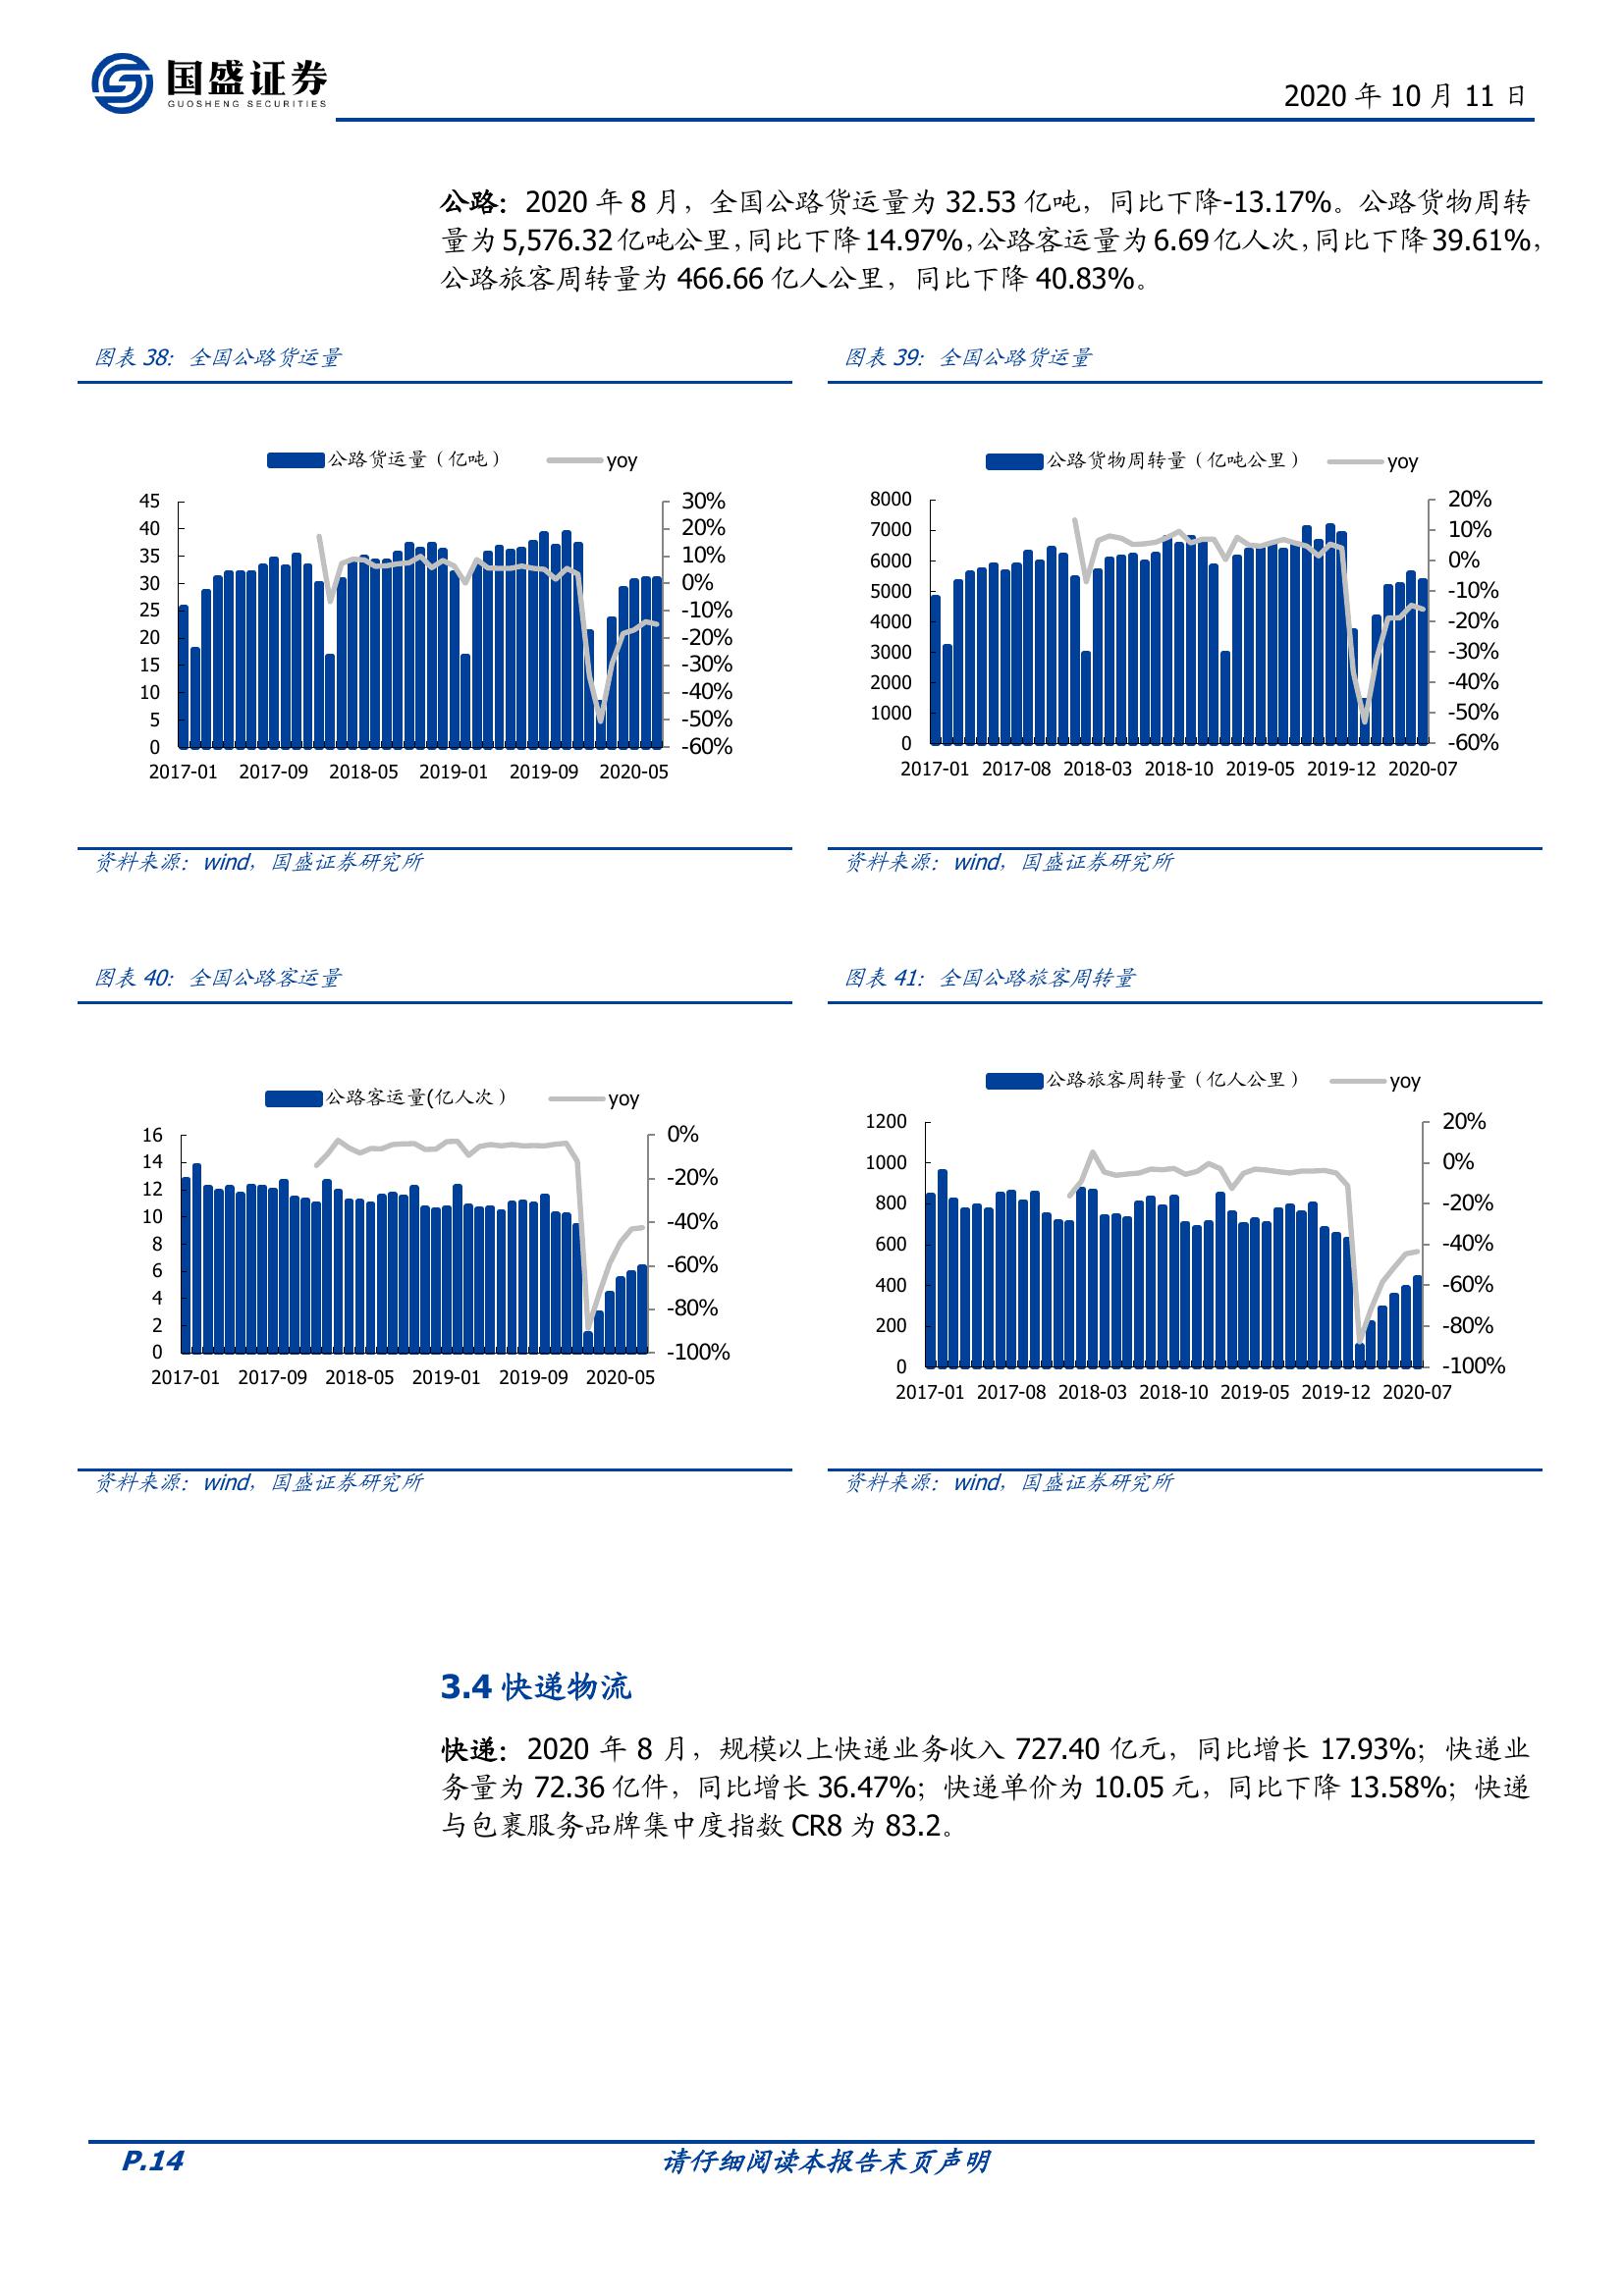 国盛证券
GUOSHENG SECURITIES
2020 年 10 月 11 日
公路：2020 年 8 月，全国公路货运量为 32.53 亿吨，同比下降-13.17%。公路货物周转
量为 5,576.32 亿吨公里，同比下降 14.97%，公路客运量为 6.69 亿人次，同比下降 39.61%，
公路旅客周转量为 466.66 亿人公里，同比下降 40.83%。
图表 38：全国公路货运量
公路货运量（亿吨） yoy
45
40
35
30
25
20
15
10
5
0
30%
20%
10%
0%
-10%
-20%
-30%
-40%
-50%
-60%
2017-01 2017-09 2018-05 2019-01 2019-09 2020-05
资料来源：wind，国盛证券研究所
图表 39：全国公路货运量
公路货物周转量（亿吨公里） yoy
8000
7000
6000
5000
4000
3000
2000
1000
0
20%
10%
0%
-10%
-20%
-30%
-40%
-50%
-60%
2017-01 2017-08 2018-03 2018-10 2019-05 2019-12 2020-07
资料来源：wind，国盛证券研究所
图表 40：全国公路客运量
公路客运量(亿人次） yoy
16
14
12
10
8
6
4
2
0
0%
-20%
-40%
-60%
-80%
-100%
2017-01 2017-09 2018-05 2019-01 2019-09 2020-05
资料来源：wind，国盛证券研究所
图表 41：全国公路旅客周转量
公路旅客周转量（亿人公里） yoy
1200
1000
800
600
400
200
0
20%
0%
-20%
-40%
-60%
-80%
-100%
2017-01 2017-08 2018-03 2018-10 2019-05 2019-12 2020-07
资料来源：wind，国盛证券研究所
3.4 快递物流
快递：2020 年 8 月，规模以上快递业务收入 727.40 亿元，同比增长 17.93%；快递业
务量为 72.36 亿件，同比增长 36.47%；快递单价为 10.05 元，同比下降 13.58%；快递
与包裹服务品牌集中度指数 CR8 为 83.2。
P.14
请仔细阅读本报告末页声明